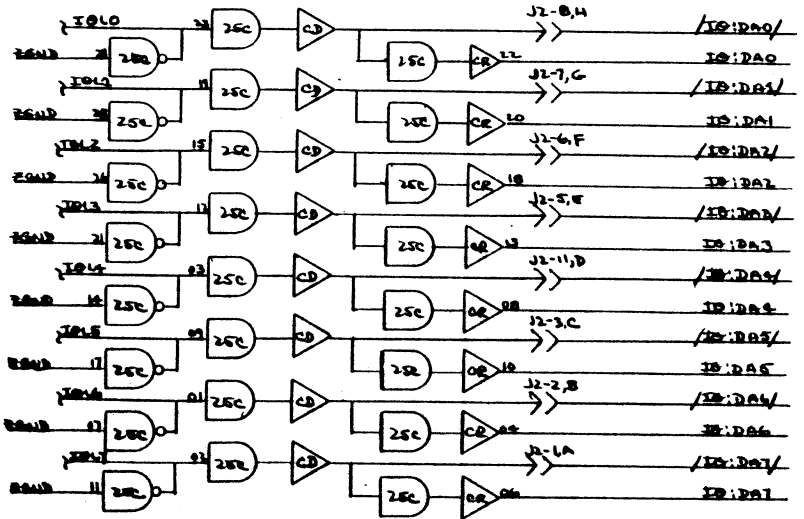 IOL0 22 25C CD J2-8,H /IO:DA0/
ZGND 25C 25C CR 22 IO:DA0
19 25C CD J2-7,G /IO:DA1/
ZGND 20 25C 25C CR 20 IO:DA1
IOL2 15 25C CD J2-6,F /IO:DA2/
ZGND 25C 25C CR 18 IO:DA2
IOL3 25C CD J2-5,E
ZGND 21 25C 25C CR 13 IO:DA3
IOL4 03 25C CD J2-11,D /IO:DA4/
ZGND 14 25C 25C CR 08 IO:DA4
IOL5 09 25C CD J2-3,C /IO:DA5/
ZGND 17 25C 25C CR 10 IO:DA5
IOL6 01 25C CD J2-2,B /IO:DA6/
ZGND 07 25C 25C CR 04 IO:DA6
02 25C CD J2-1,A /IO:DA7/
ZGND 11 25C 25C CR 06 IO:DA7